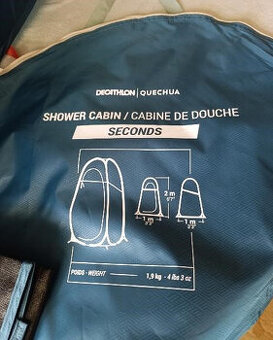 DECATHLON | QUECHUA
SHOWER CABIN / CABINE DE DOUCHE
SECONDS
2 m
1 m
1 m
POIDS - WEIGHT
1,9 kg - 4 lbs 3 oz